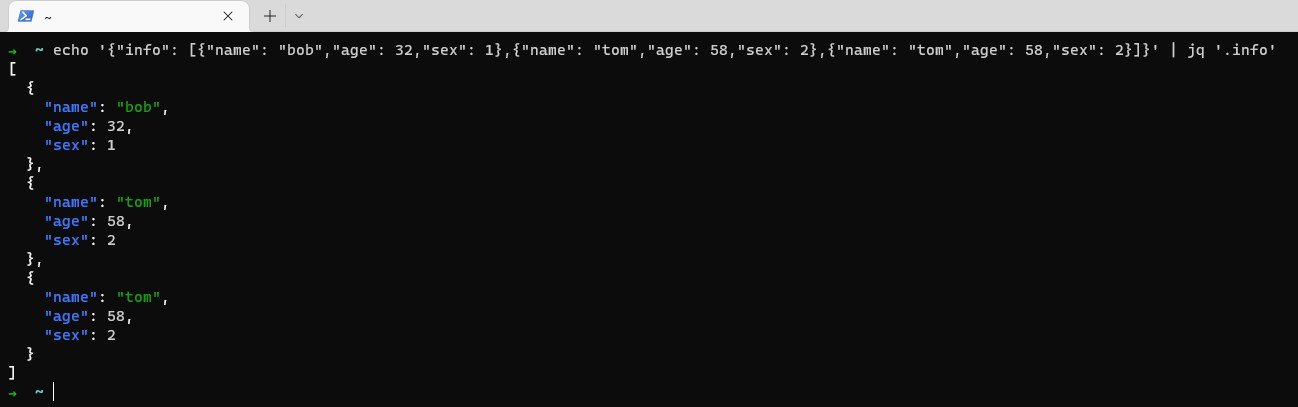 ~
→ ~ echo '{"info": [{"name": "bob","age": 32,"sex": 1},{"name": "tom","age": 58,"sex": 2},{"name": "tom","age": 58,"sex": 2}]}' | jq '.info'
[
  {
    "name": "bob",
    "age": 32,
    "sex": 1
  },
  {
    "name": "tom",
    "age": 58,
    "sex": 2
  },
  {
    "name": "tom",
    "age": 58,
    "sex": 2
  }
]
→ ~